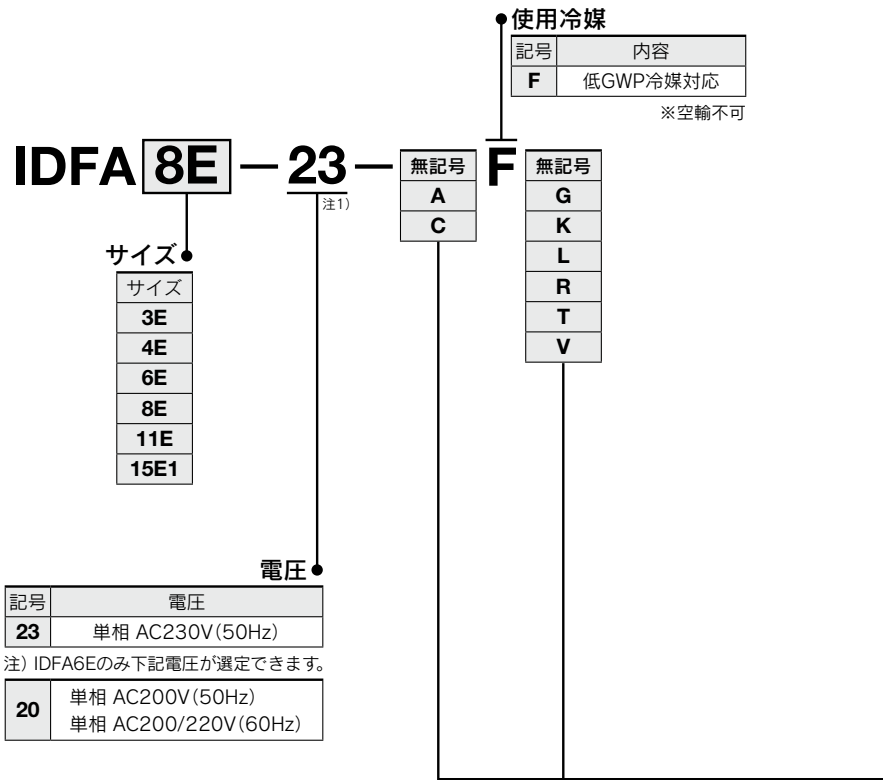 使用冷媒
記号 内容
F 低GWP冷媒対応
※空輸不可
IDFA 8E － 23 － 無記号 F 無記号
注1)
A G
C K
L
R
T
V
サイズ
サイズ
3E
4E
6E
8E
11E
15E1
電圧
記号 電圧
23 単相 AC230V(50Hz)
注) IDFA6Eのみ下記電圧が選定できます。
20 単相 AC200V(50Hz)
単相 AC200/220V(60Hz)